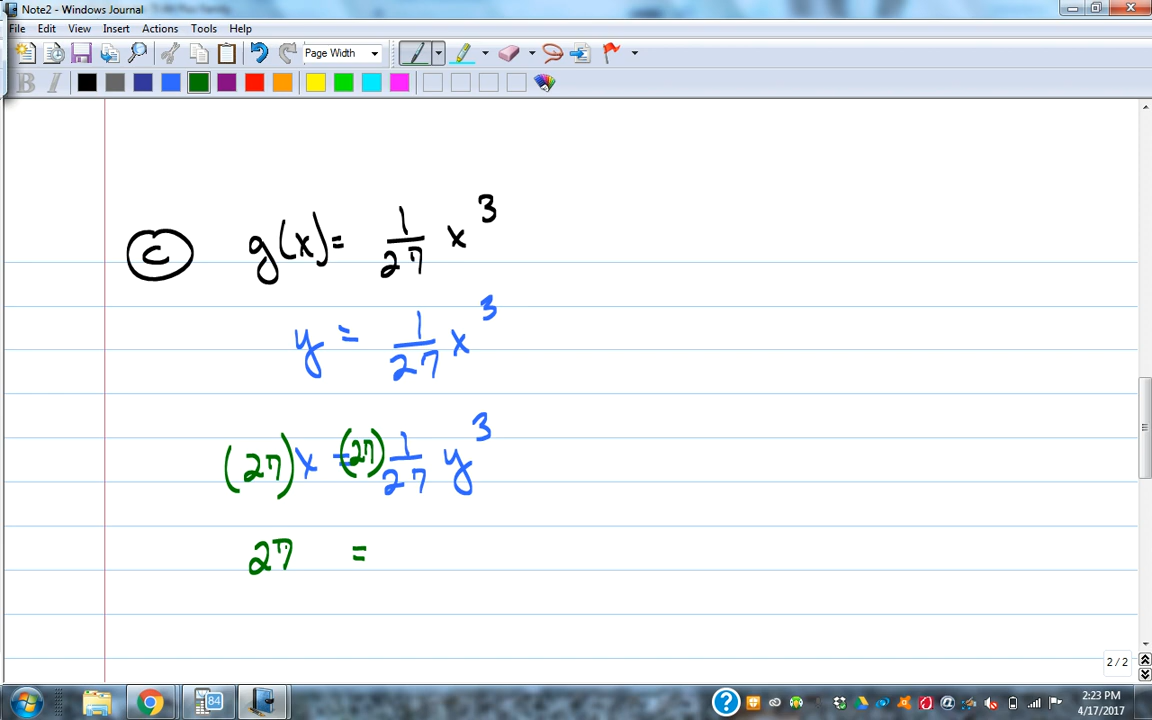 Note2 - Windows Journal
File Edit View Insert Actions Tools Help
Page Width
B I
C g(x) = 1/27 x^3
y = 1/27 x^3
(27) x = (27) 1/27 y^3
27 =
2 / 2
84
2:23 PM
4/17/2017